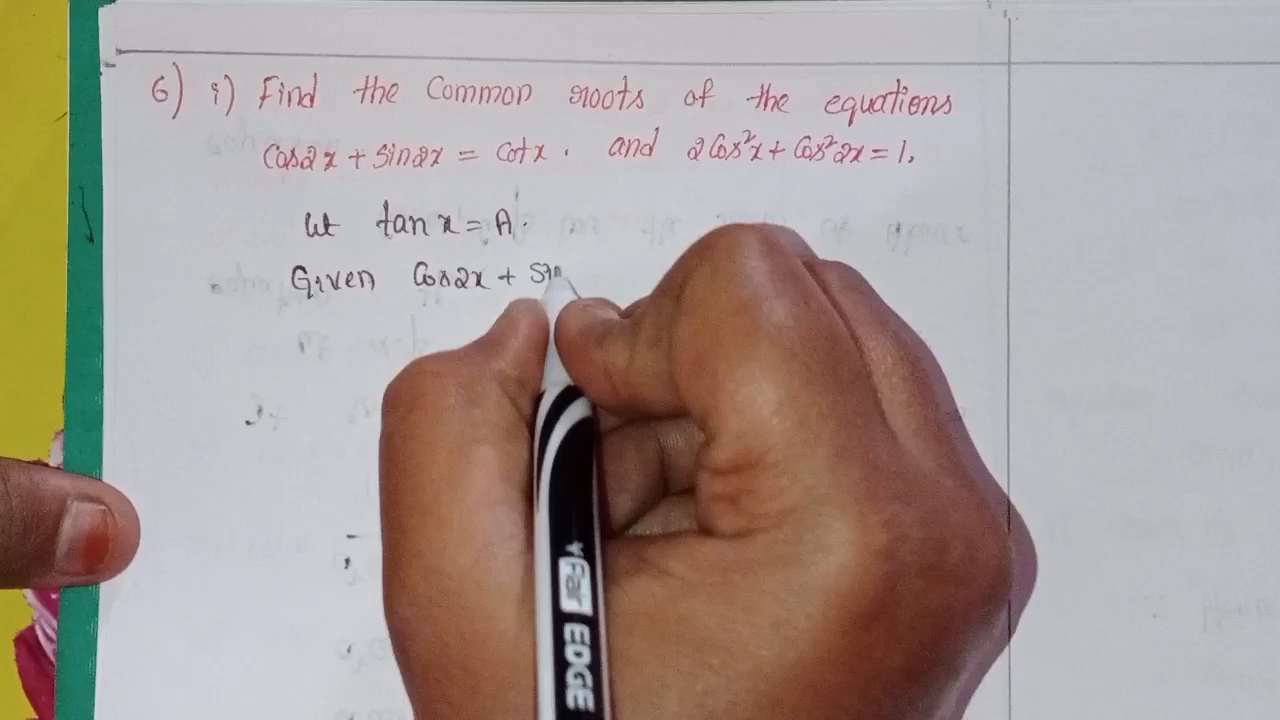 6) i) Find the Common roots of the equations
Cos2x + Sin2x = Cotx. and 2Cos²x + Cos²2x = 1.
let tan x = A.
Given Cos2x + Sin
Flair EDGE